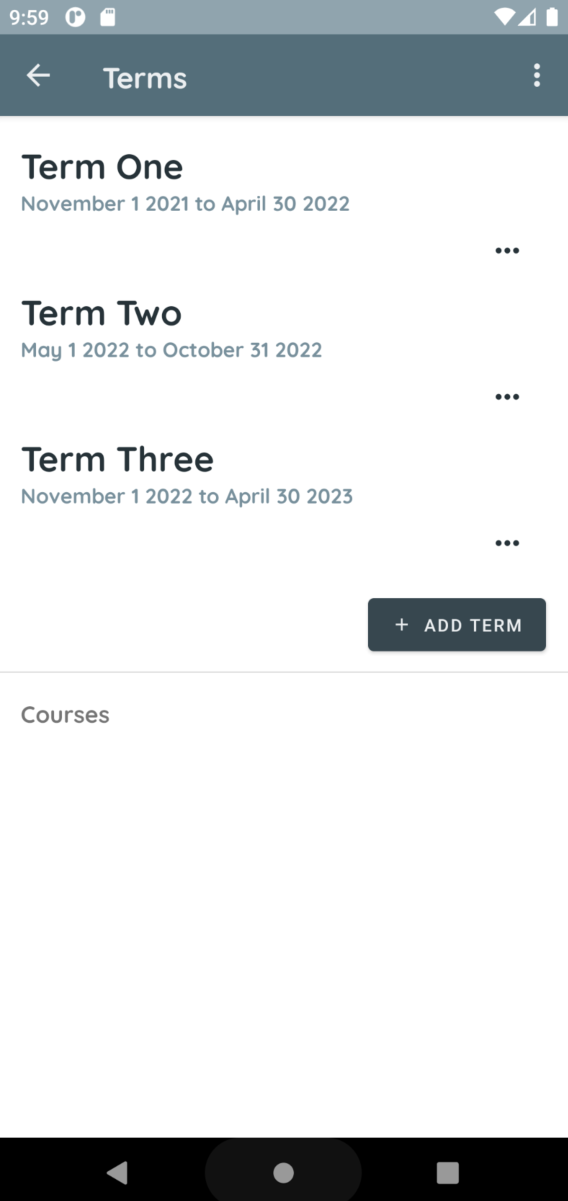 9:59
Terms
Term One
November 1 2021 to April 30 2022
Term Two
May 1 2022 to October 31 2022
Term Three
November 1 2022 to April 30 2023
+ ADD TERM
Courses